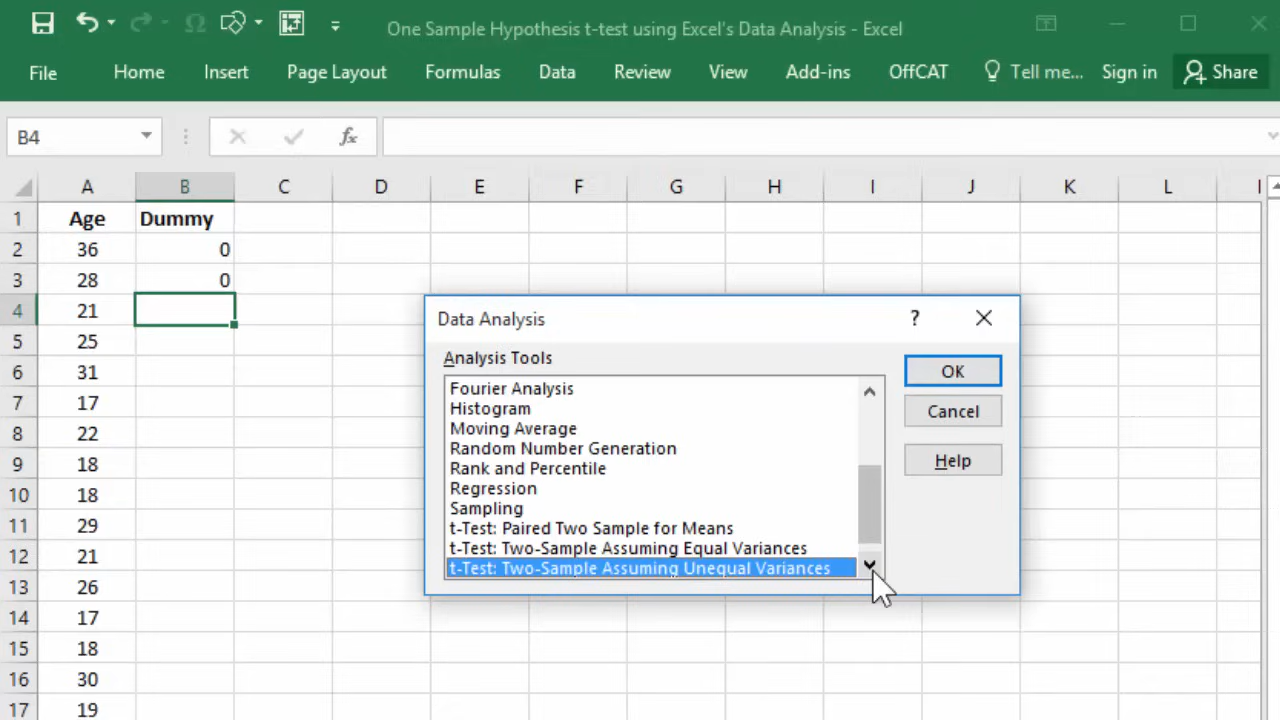 One Sample Hypothesis t-test using Excel's Data Analysis - Excel
File Home Insert Page Layout Formulas Data Review View Add-ins OffCAT Tell me... Sign in Share
B4 fx
A B C D E F G H I J K L
1 Age Dummy
2 36 0
3 28 0
4 21
5 25
6 31
7 17
8 22
9 18
10 18
11 29
12 21
13 26
14 17
15 18
16 30
17 19
Data Analysis ?
Analysis Tools
Fourier Analysis
Histogram
Moving Average
Random Number Generation
Rank and Percentile
Regression
Sampling
t-Test: Paired Two Sample for Means
t-Test: Two-Sample Assuming Equal Variances
t-Test: Two-Sample Assuming Unequal Variances
OK
Cancel
Help